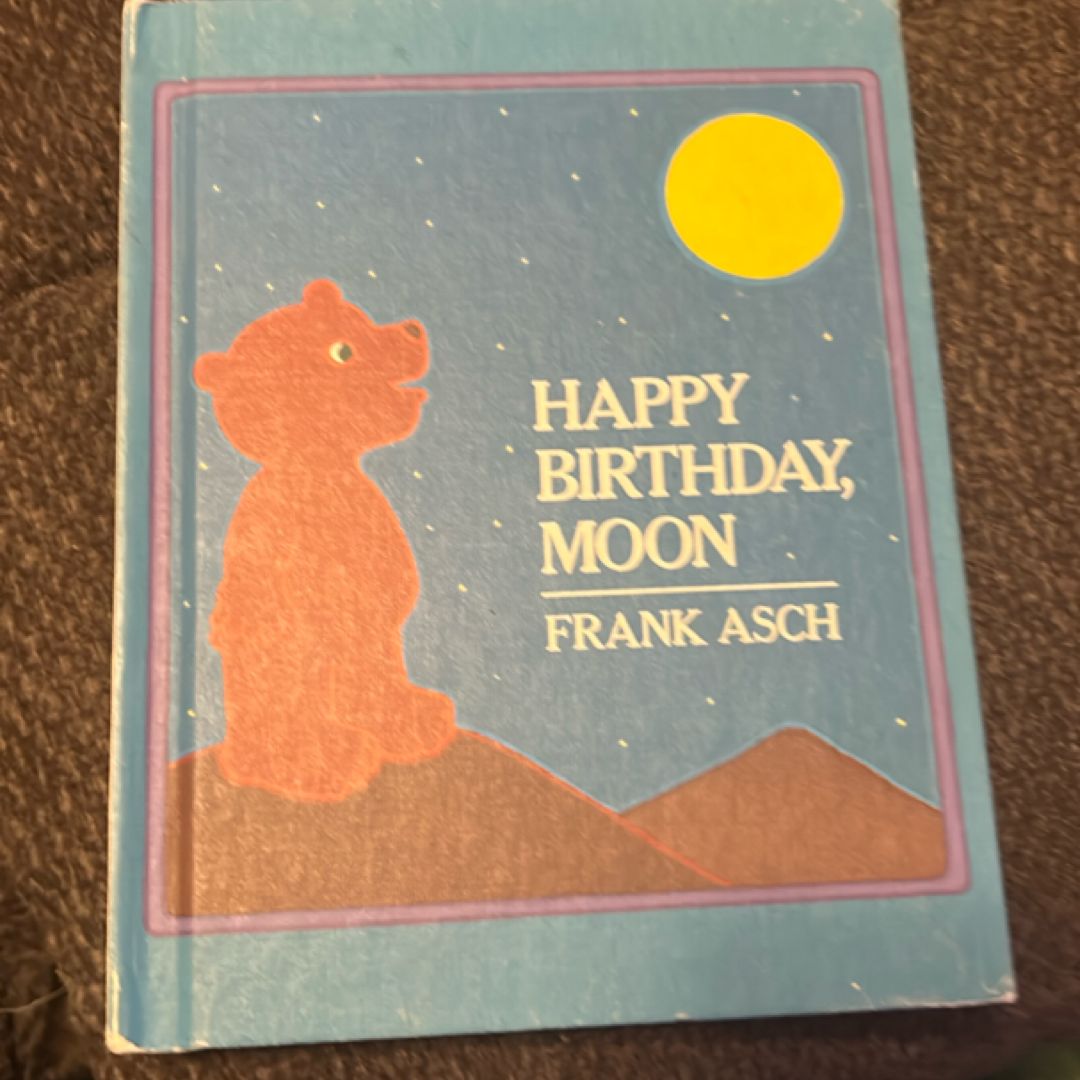 HAPPY
BIRTHDAY,
MOON
FRANK ASCH